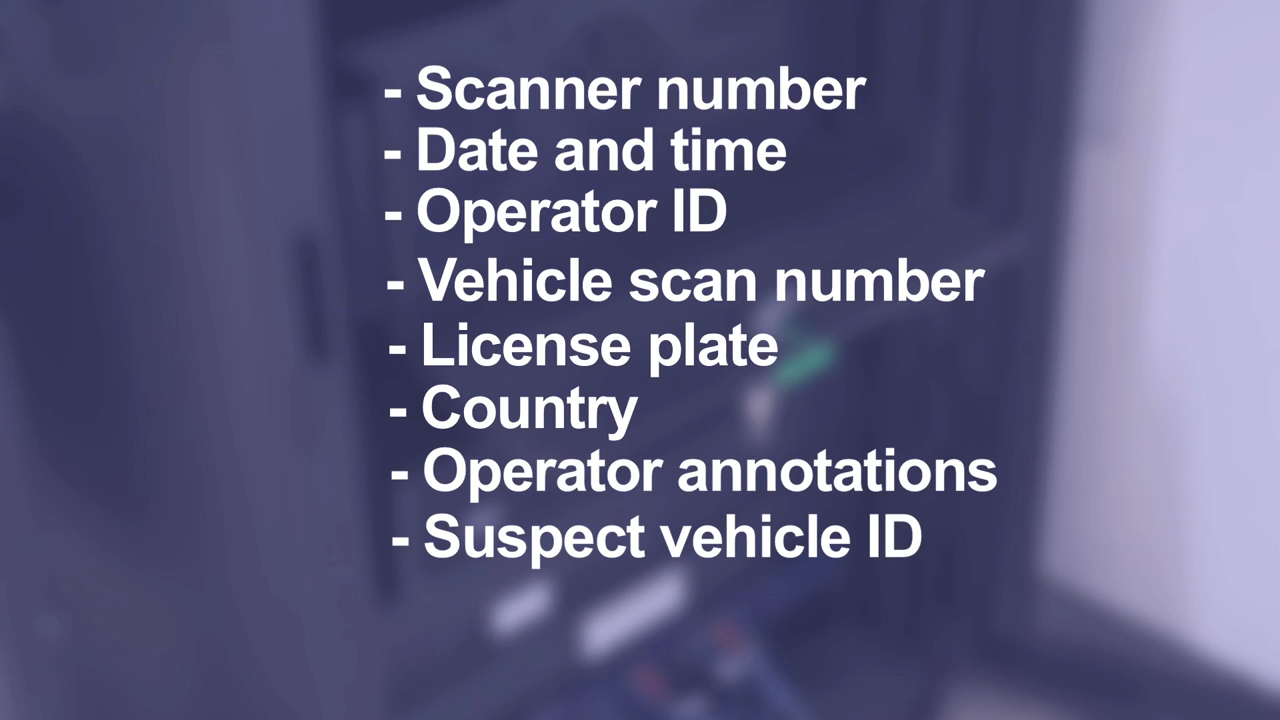 - Scanner number
- Date and time
- Operator ID
- Vehicle scan number
- License plate
- Country
- Operator annotations
- Suspect vehicle ID